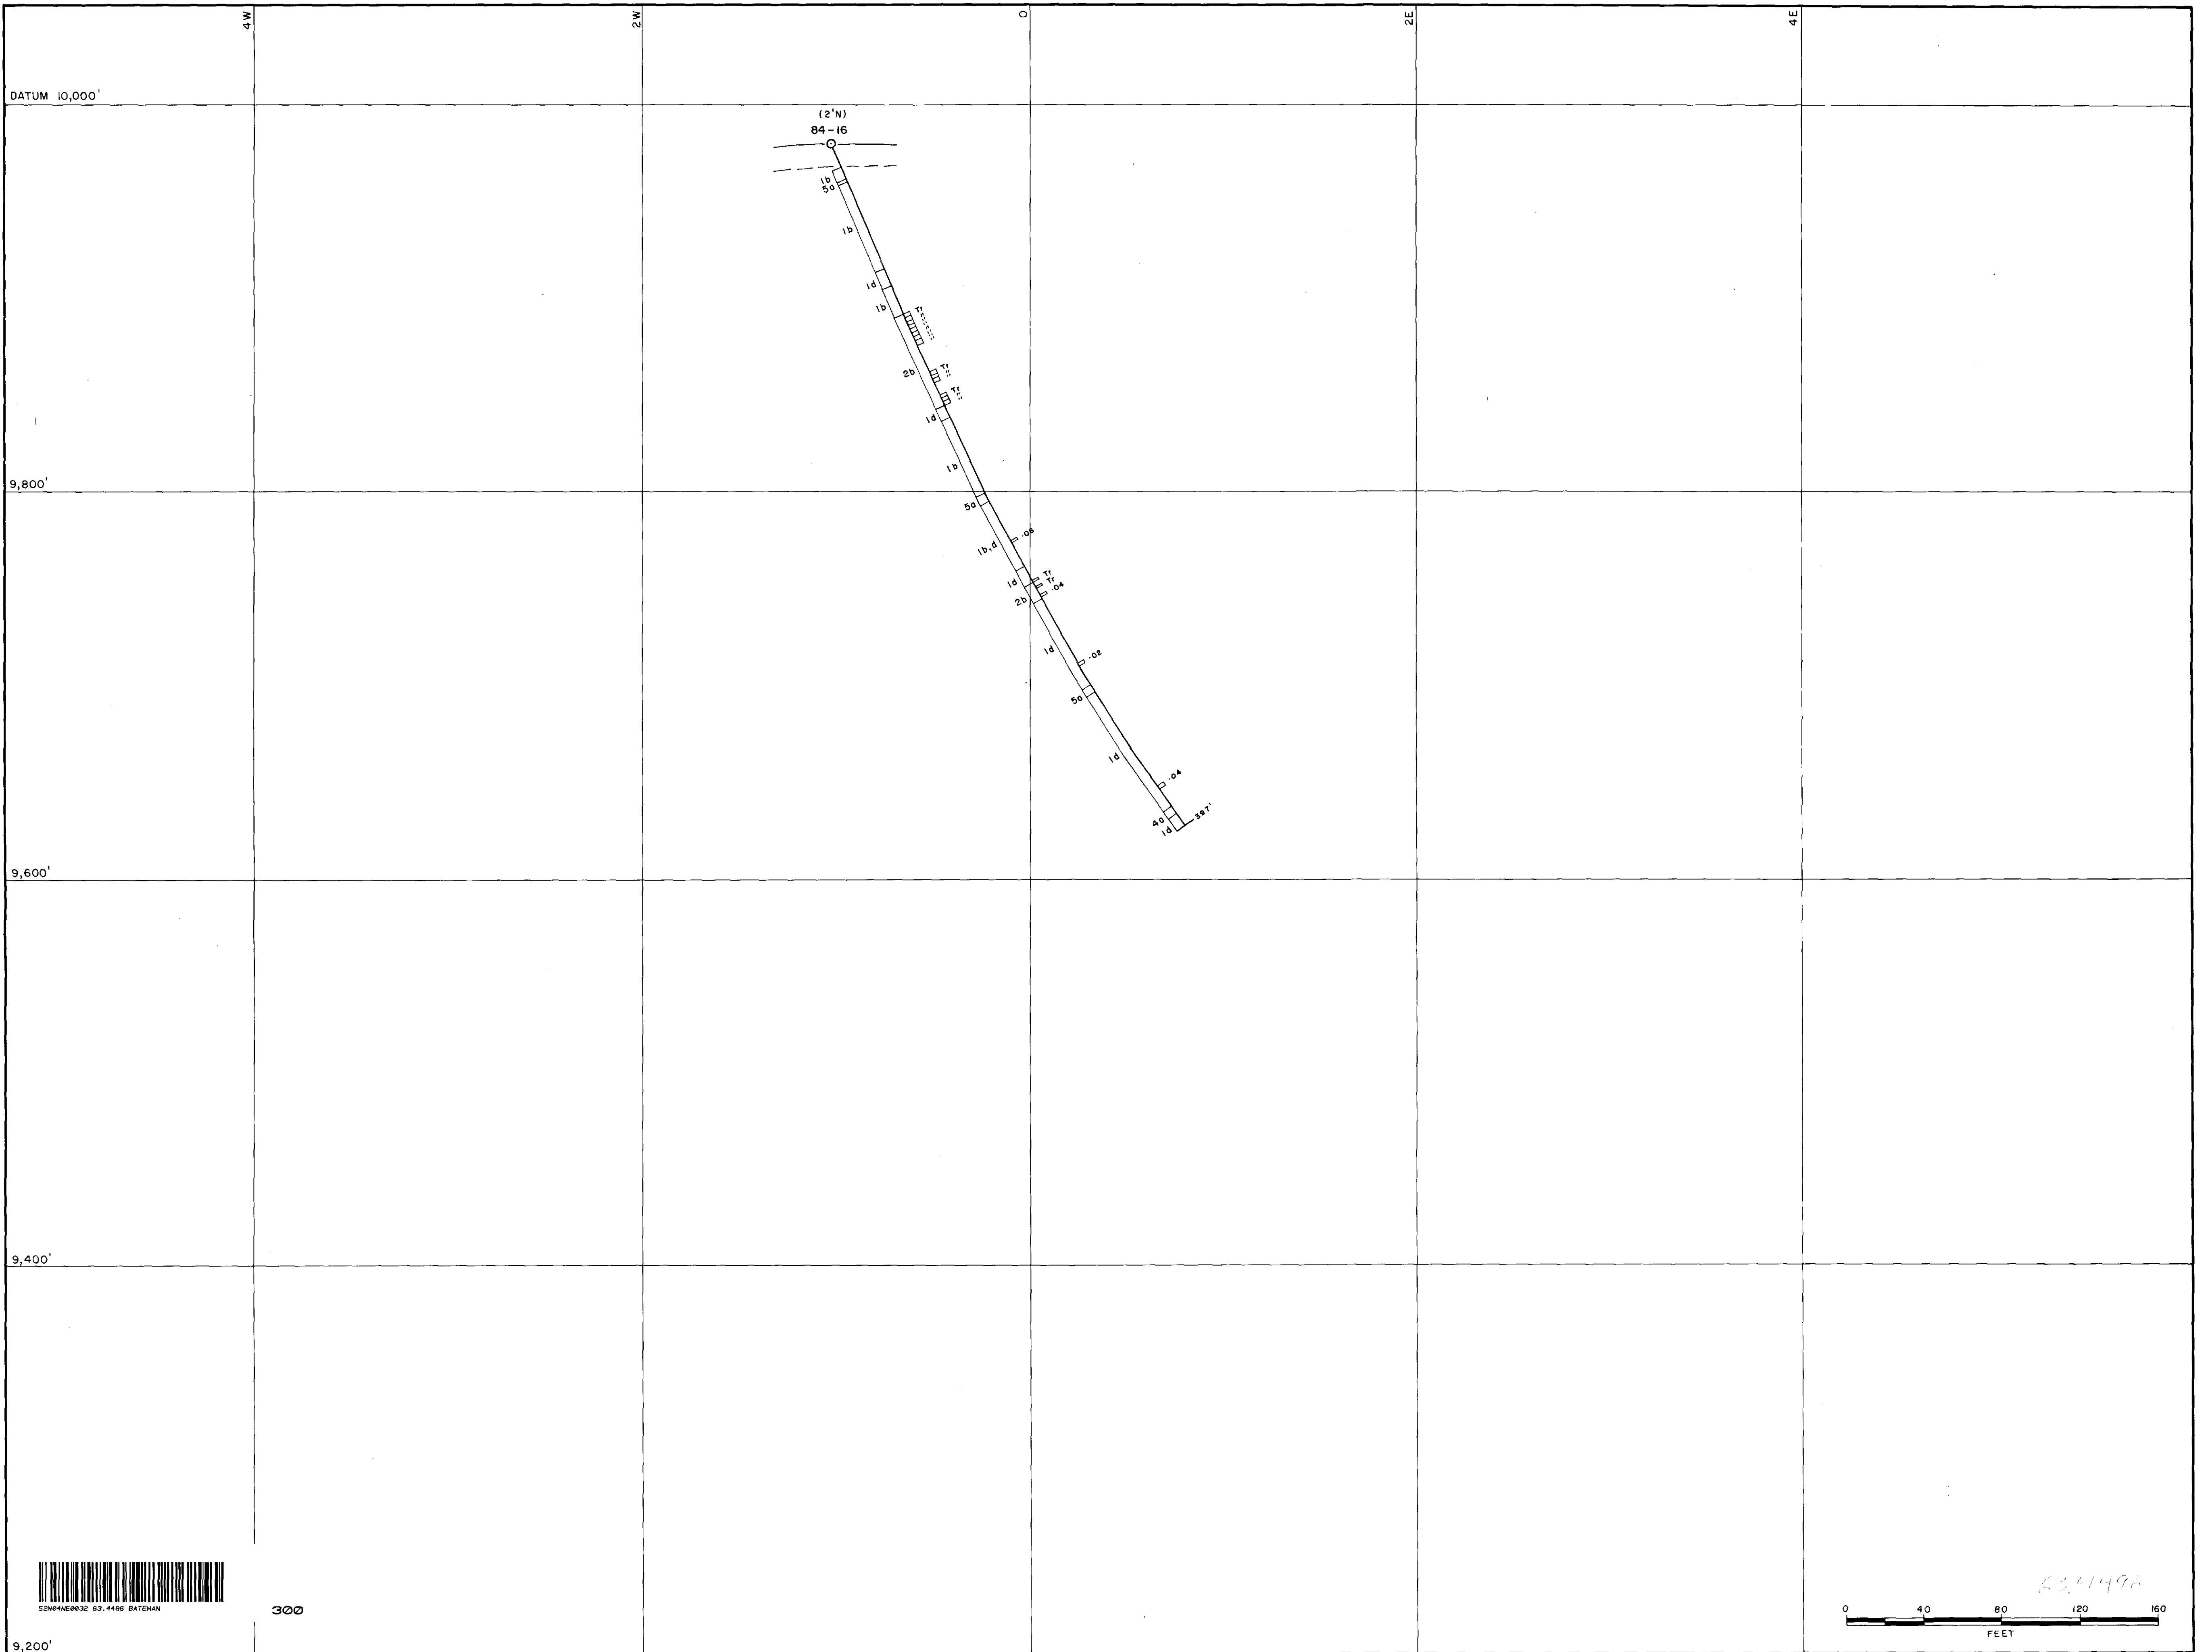 4W
2W
0
2E
4E
DATUM 10,000'
(2'N)
84-16
1b
5a
1b
1d
1b
Tr
2b
Tr
Tr
1d
1b
9,800'
5a
.06
1b,d
Tr
1d
Tr
.04
2b
1d
.02
5a
1d
.04
397'
4a
1d
9,600'
9,400'
52N04NE0032 63.4496 BATEMAN
300
63.4496
0 40 80 120 160
FEET
9,200'